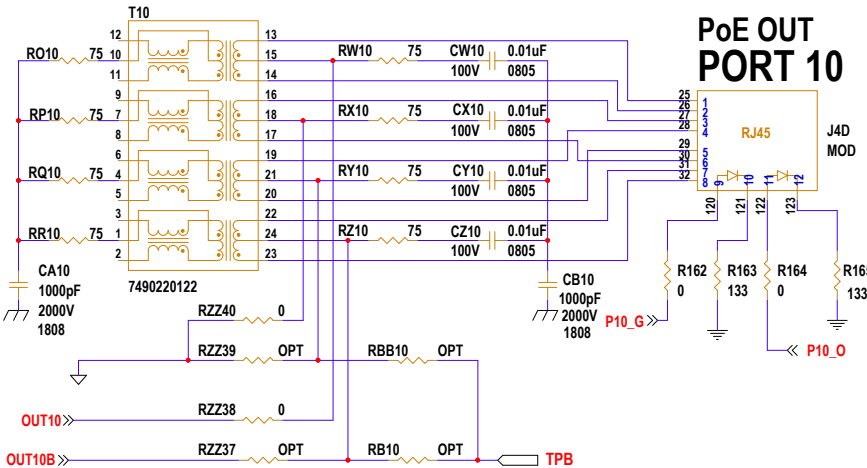 T10
PoE OUT
PORT 10
12
10
11
9
7
8
6
4
5
3
1
2
13
15
14
16
18
17
19
21
20
22
24
23
RO10 75
RP10 75
RQ10 75
RR10 75
RW10 75
CW10 0.01uF
100V 0805
RX10 75
CX10 0.01uF
100V 0805
RY10 75
CY10 0.01uF
100V 0805
RZ10 75
CZ10 0.01uF
100V 0805
25
26
27
28
29
30
31
32
1
2
3
4
5
6
7
8
RJ45
J4D
MOD
9
10
11
12
120
121
122
123
CA10
1000pF
2000V
1808
7490220122
CB10
1000pF
2000V
1808
R162
0
R163
133
R164
0
R165
133
P10_G
P10_O
RZZ40 0
RZZ39 OPT
RBB10 OPT
RZZ38 0
OUT10
RZZ37 OPT
RB10 OPT
OUT10B
TPB